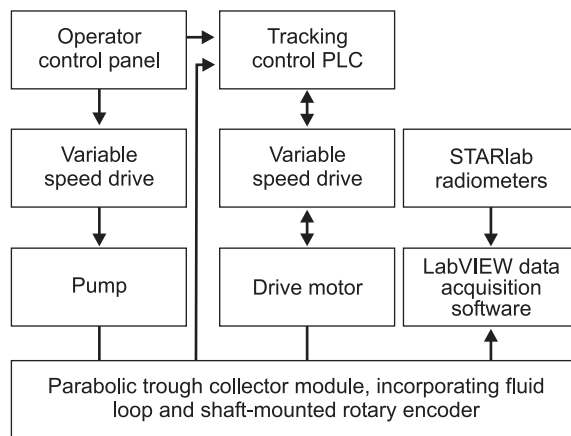 Operator
control panel
Tracking
control PLC
Variable
speed drive
Variable
speed drive
STARlab
radiometers
Pump
Drive motor
LabVIEW data
acquisition
software
Parabolic trough collector module, incorporating fluid
loop and shaft-mounted rotary encoder